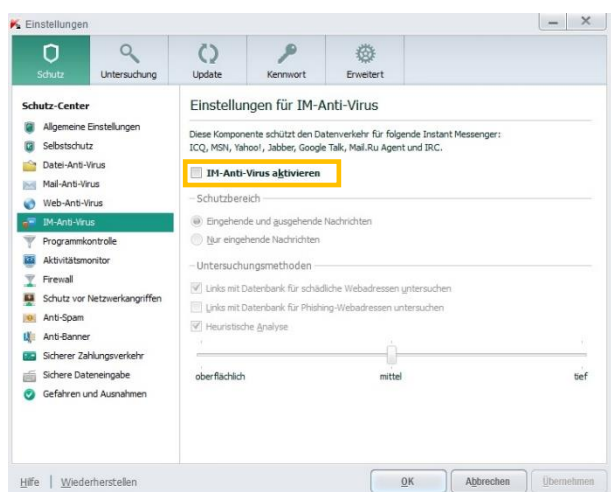 Einstellungen
Schutz
Untersuchung
Update
Kennwort
Erweitert
Schutz-Center
Allgemeine Einstellungen
Selbstschutz
Datei-Anti-Virus
Mail-Anti-Virus
Web-Anti-Virus
IM-Anti-Virus
Programmkontrolle
Aktivitätsmonitor
Firewall
Schutz vor Netzwerkangriffen
Anti-Spam
Anti-Banner
Sicherer Zahlungsverkehr
Sichere Dateneingabe
Gefahren und Ausnahmen
Einstellungen für IM-Anti-Virus
Diese Komponente schützt den Datenverkehr für folgende Instant Messenger:
ICQ, MSN, Yahoo!, Jabber, Google Talk, Mail.Ru Agent und IRC.
IM-Anti-Virus aktivieren
Schutzbereich
Eingehende und ausgehende Nachrichten
Nur eingehende Nachrichten
Untersuchungsmethoden
Links mit Datenbank für schädliche Webadressen untersuchen
Links mit Datenbank für Phishing-Webadressen untersuchen
Heuristische Analyse
oberflächlich mittel tief
Hilfe | Wiederherstellen
OK
Abbrechen
Übernehmen